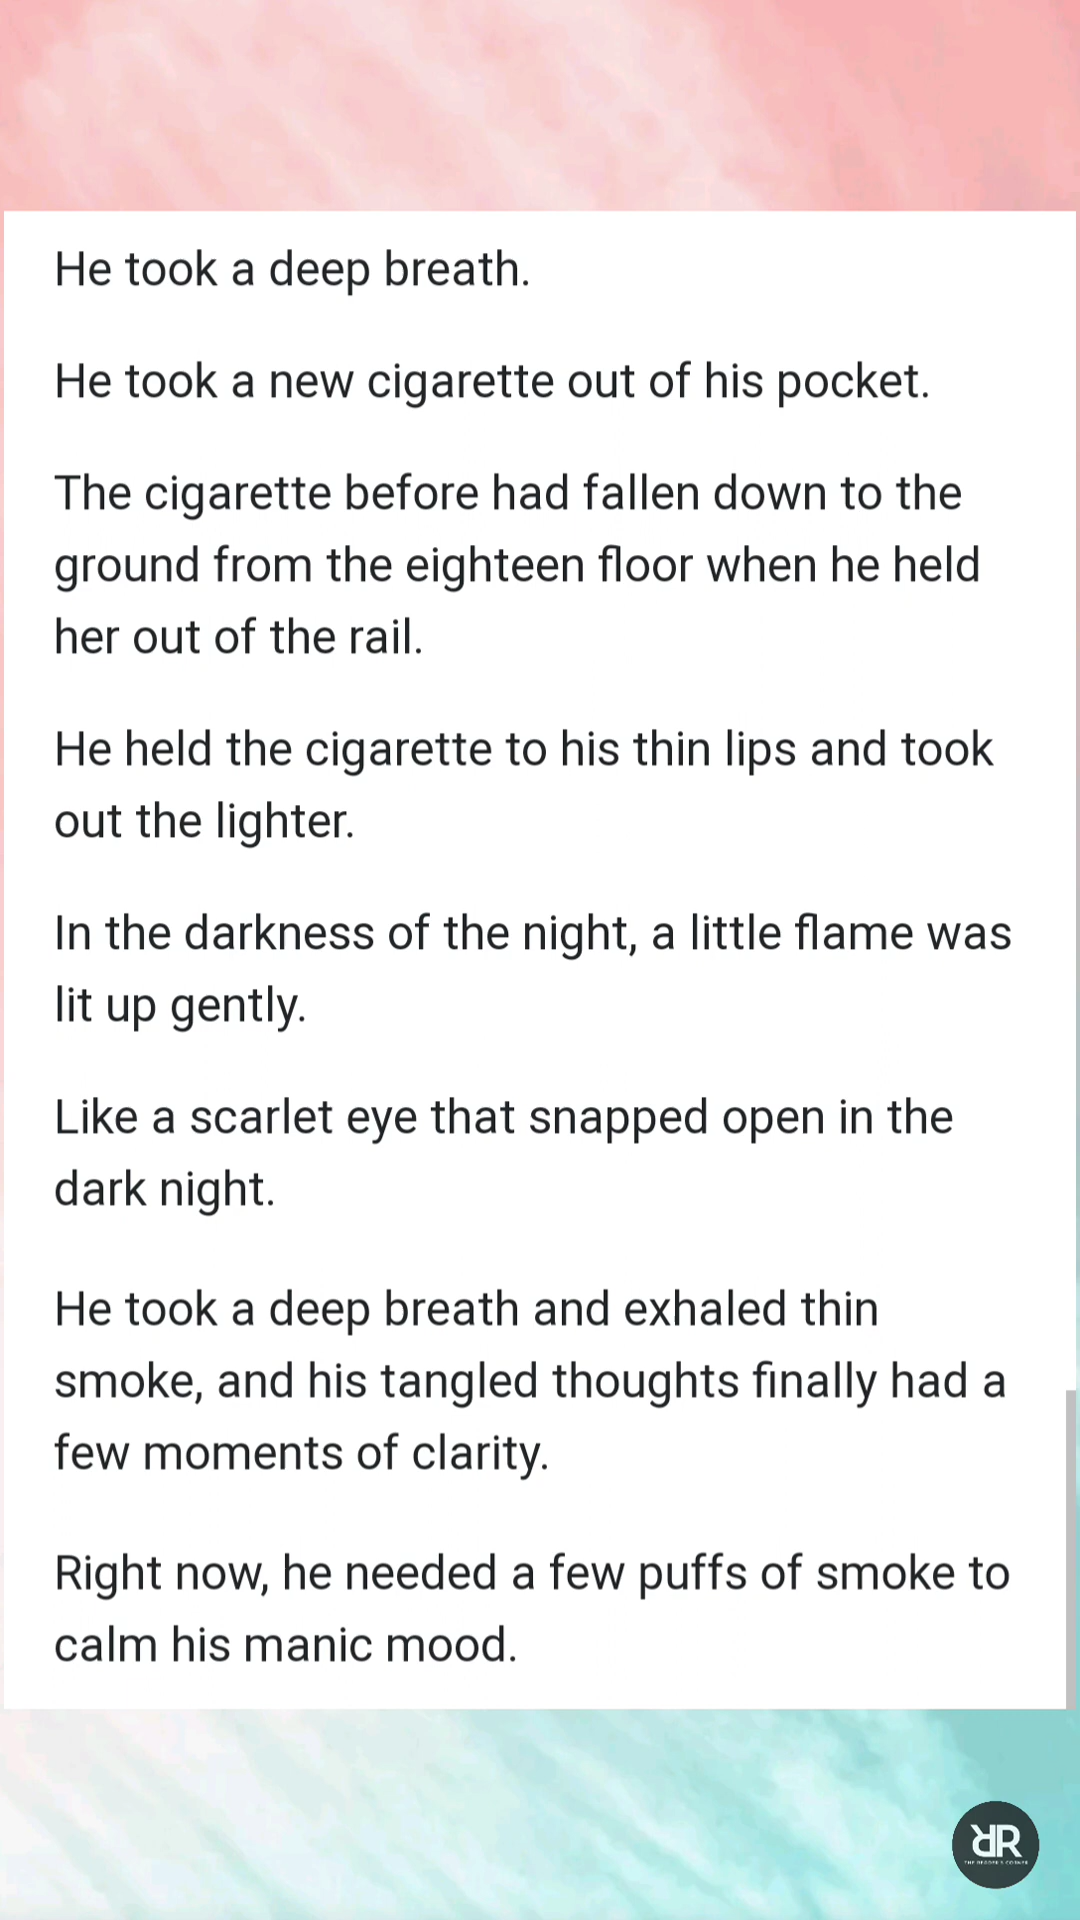 He took a deep breath.
He took a new cigarette out of his pocket.
The cigarette before had fallen down to the
ground from the eighteen floor when he held
her out of the rail.
He held the cigarette to his thin lips and took
out the lighter.
In the darkness of the night, a little flame was
lit up gently.
Like a scarlet eye that snapped open in the
dark night.
He took a deep breath and exhaled thin
smoke, and his tangled thoughts finally had a
few moments of clarity.
Right now, he needed a few puffs of smoke to
calm his manic mood.
RR